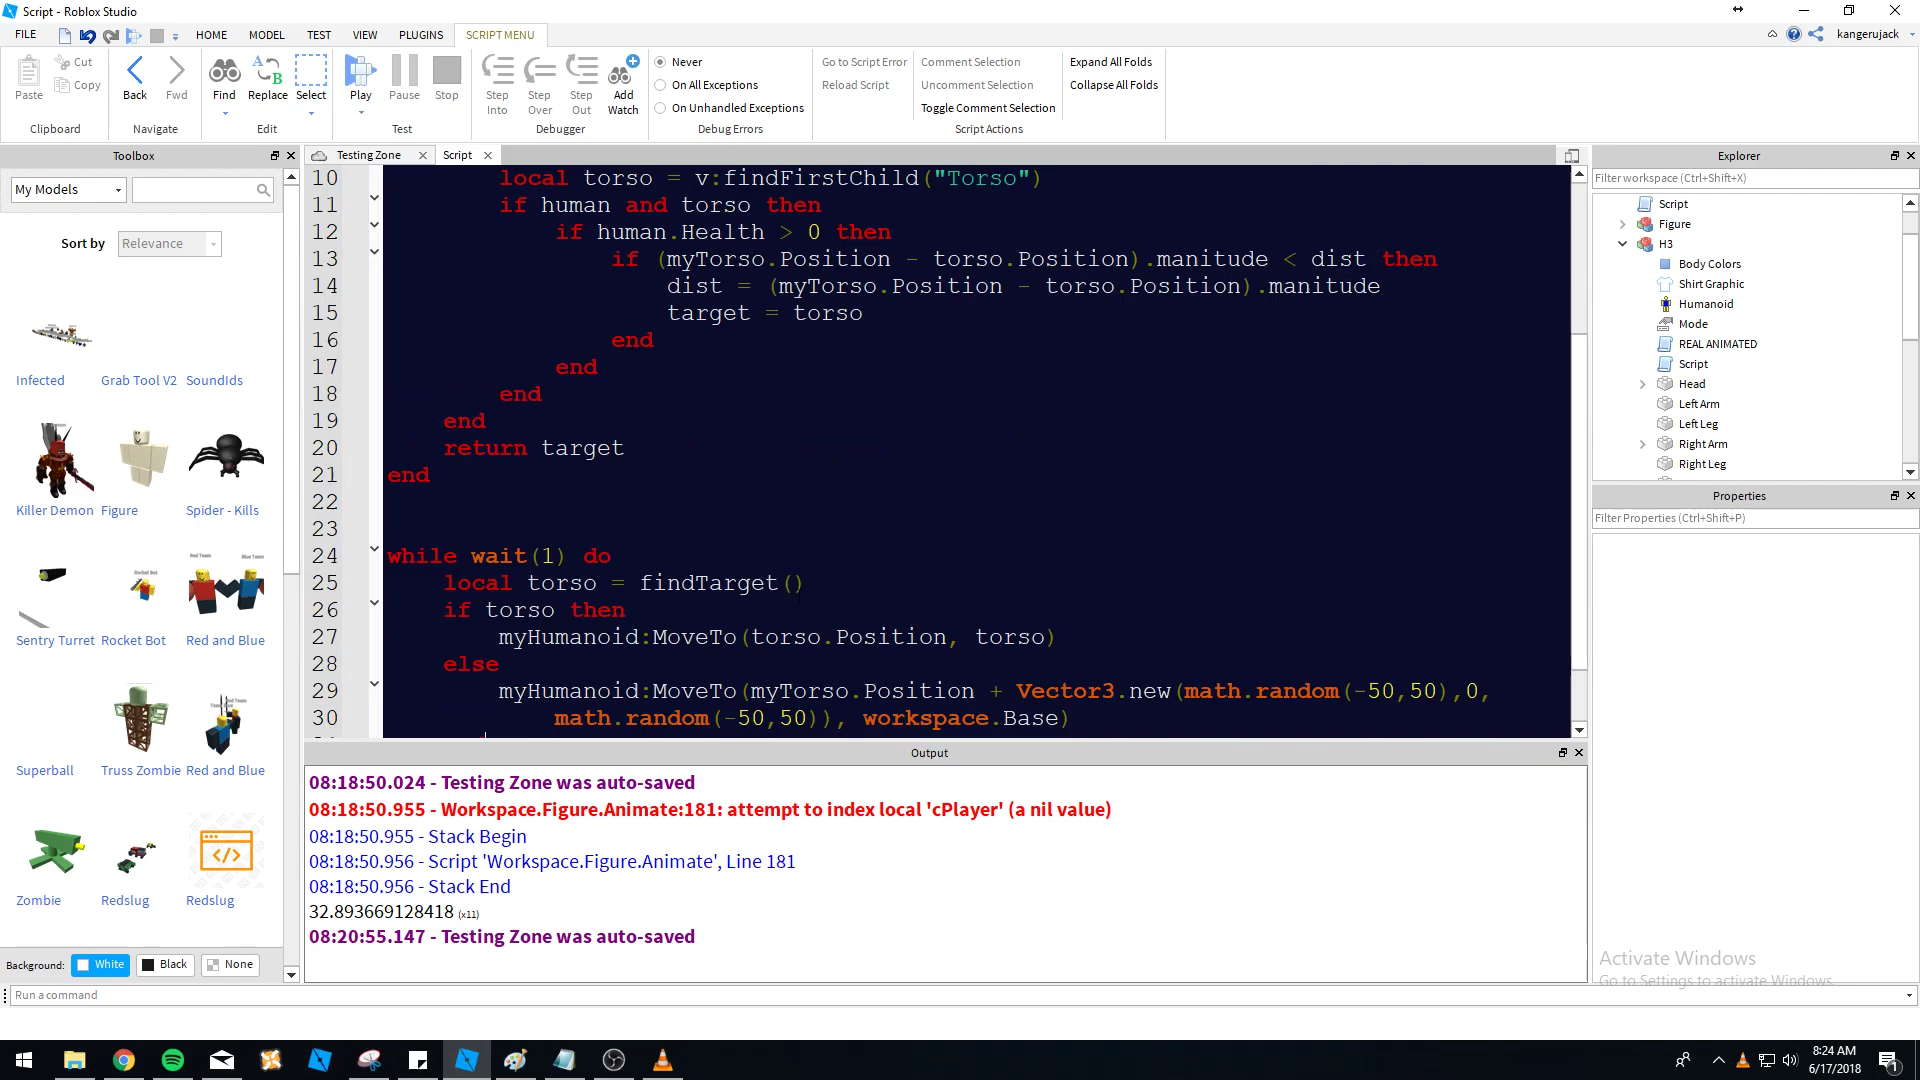 Script - Roblox Studio
FILE
HOME
MODEL
TEST
VIEW
PLUGINS
SCRIPT MENU
kangerujack
Paste
Cut
Copy
Clipboard
Back
Fwd
Navigate
Find
Replace
Select
Edit
Play
Pause
Stop
Test
Step Into
Step Over
Step Out
Add Watch
Debugger
Never
On All Exceptions
On Unhandled Exceptions
Debug Errors
Go to Script Error
Reload Script
Comment Selection
Uncomment Selection
Toggle Comment Selection
Script Actions
Expand All Folds
Collapse All Folds
Toolbox
My Models
Sort by
Relevance
Infected
Grab Tool V2
SoundIds
Killer Demon
Figure
Spider - Kills
Sentry Turret
Rocket Bot
Red and Blue
Superball
Truss Zombie
Red and Blue
Zombie
Redslug
Redslug
Background:
White
Black
None
Testing Zone
Script
10 local torso = v:findFirstChild("Torso")
11 if human and torso then
12 if human.Health > 0 then
13 if (myTorso.Position - torso.Position).manitude < dist then
14 dist = (myTorso.Position - torso.Position).manitude
15 target = torso
16 end
17 end
18 end
19 end
20 return target
21 end
22
23
24 while wait(1) do
25 local torso = findTarget()
26 if torso then
27 myHumanoid:MoveTo(torso.Position, torso)
28 else
29 myHumanoid:MoveTo(myTorso.Position + Vector3.new(math.random(-50,50),0,
30 math.random(-50,50)), workspace.Base)
Output
08:18:50.024 - Testing Zone was auto-saved
08:18:50.955 - Workspace.Figure.Animate:181: attempt to index local 'cPlayer' (a nil value)
08:18:50.955 - Stack Begin
08:18:50.956 - Script 'Workspace.Figure.Animate', Line 181
08:18:50.956 - Stack End
32.893669128418 (x11)
08:20:55.147 - Testing Zone was auto-saved
Explorer
Filter workspace (Ctrl+Shift+X)
Script
Figure
H3
Body Colors
Shirt Graphic
Humanoid
Mode
REAL ANIMATED
Script
Head
Left Arm
Left Leg
Right Arm
Right Leg
Properties
Filter Properties (Ctrl+Shift+P)
Activate Windows
Go to Settings to activate Windows.
Run a command
8:24 AM
6/17/2018
1